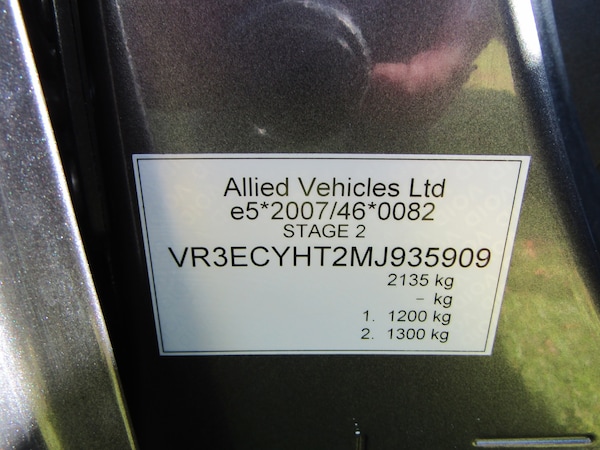 Allied Vehicles Ltd
e5*2007/46*0082
STAGE 2
VR3ECYHT2MJ935909
2135 kg
– kg
1. 1200 kg
2. 1300 kg